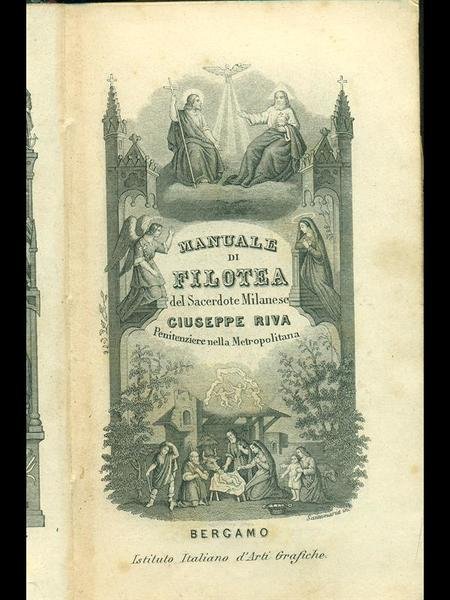 MANUALE
DI
FILOTEA
del Sacerdote Milanese
GIUSEPPE RIVA
Penitenziere nella Metropolitana
BERGAMO
Istituto Italiano d'Arti Grafiche.